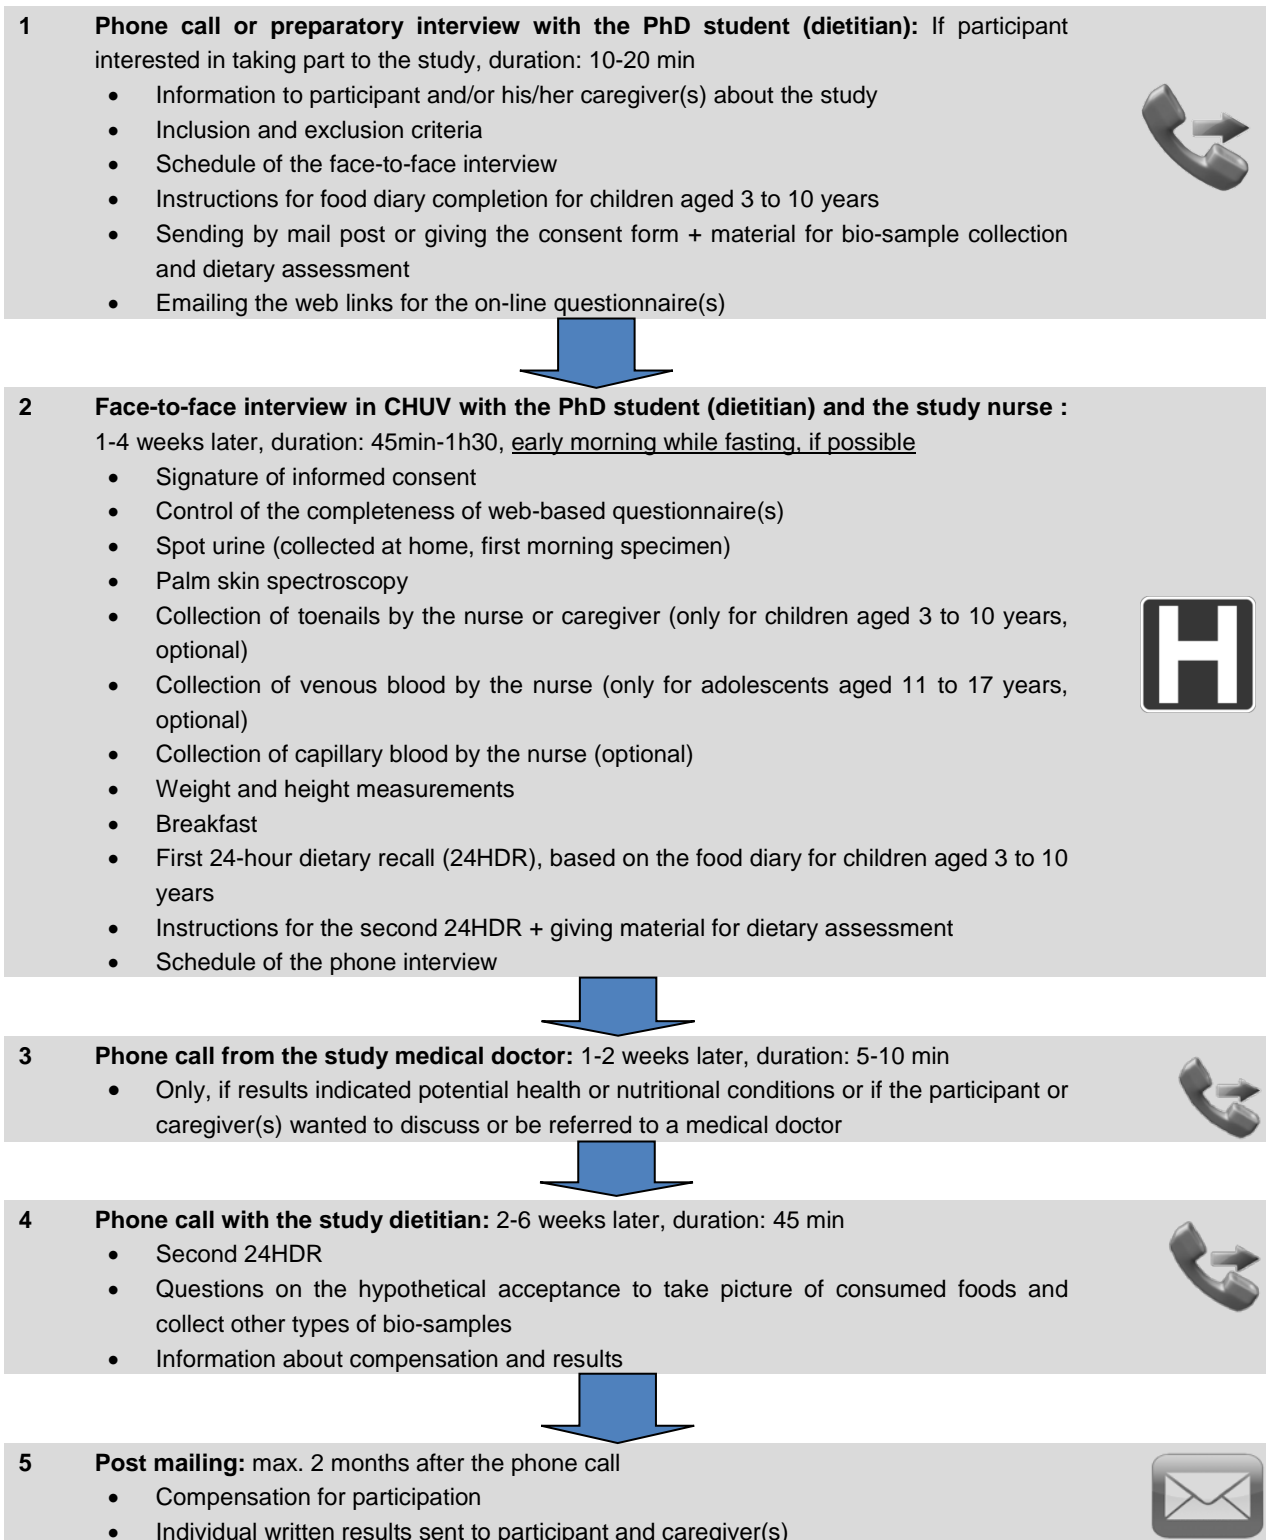 1 Phone call or preparatory interview with the PhD student (dietitian): If participant
interested in taking part to the study, duration: 10-20 min
• Information to participant and/or his/her caregiver(s) about the study
• Inclusion and exclusion criteria
• Schedule of the face-to-face interview
• Instructions for food diary completion for children aged 3 to 10 years
• Sending by mail post or giving the consent form + material for bio-sample collection
and dietary assessment
• Emailing the web links for the on-line questionnaire(s)
2 Face-to-face interview in CHUV with the PhD student (dietitian) and the study nurse :
1-4 weeks later, duration: 45min-1h30, early morning while fasting, if possible
• Signature of informed consent
• Control of the completeness of web-based questionnaire(s)
• Spot urine (collected at home, first morning specimen)
• Palm skin spectroscopy
• Collection of toenails by the nurse or caregiver (only for children aged 3 to 10 years,
optional)
• Collection of venous blood by the nurse (only for adolescents aged 11 to 17 years,
optional)
• Collection of capillary blood by the nurse (optional)
• Weight and height measurements
• Breakfast
• First 24-hour dietary recall (24HDR), based on the food diary for children aged 3 to 10
years
• Instructions for the second 24HDR + giving material for dietary assessment
• Schedule of the phone interview
H
3 Phone call from the study medical doctor: 1-2 weeks later, duration: 5-10 min
• Only, if results indicated potential health or nutritional conditions or if the participant or
caregiver(s) wanted to discuss or be referred to a medical doctor
4 Phone call with the study dietitian: 2-6 weeks later, duration: 45 min
• Second 24HDR
• Questions on the hypothetical acceptance to take picture of consumed foods and
collect other types of bio-samples
• Information about compensation and results
5 Post mailing: max. 2 months after the phone call
• Compensation for participation
• Individual written results sent to participant and caregiver(s)